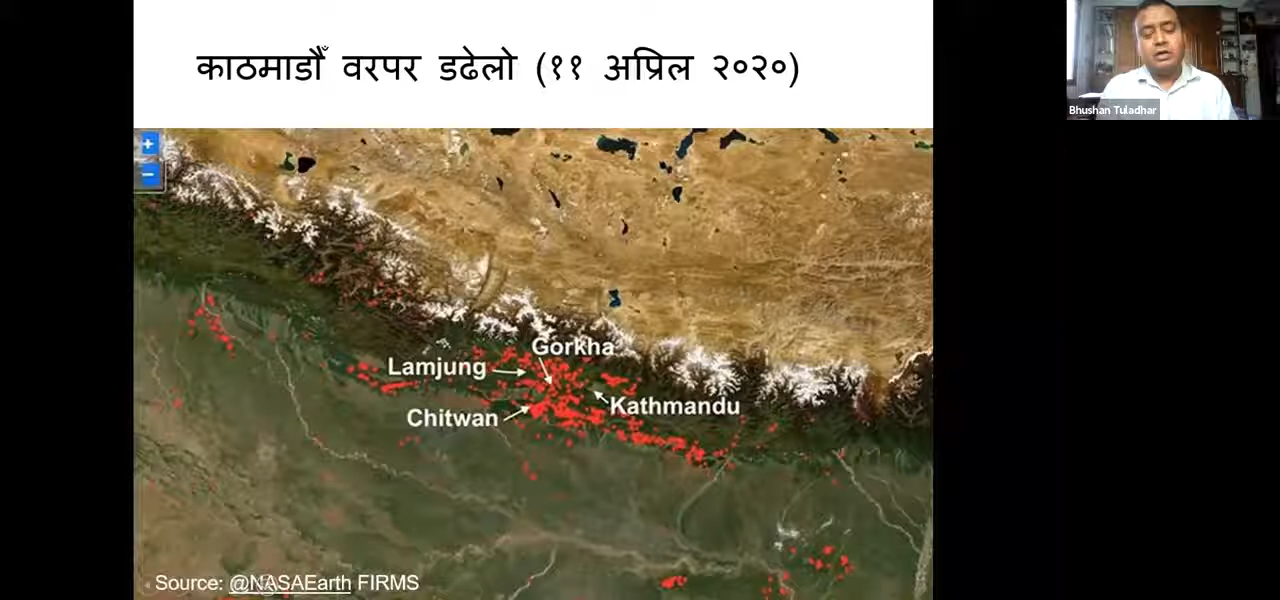 काठमाडौँ वरपर डढेलो (११ अप्रिल २०२०)
Bhushan Tuladhar
Gorkha
Lamjung
Kathmandu
Chitwan
Source: @NASAEarth FIRMS